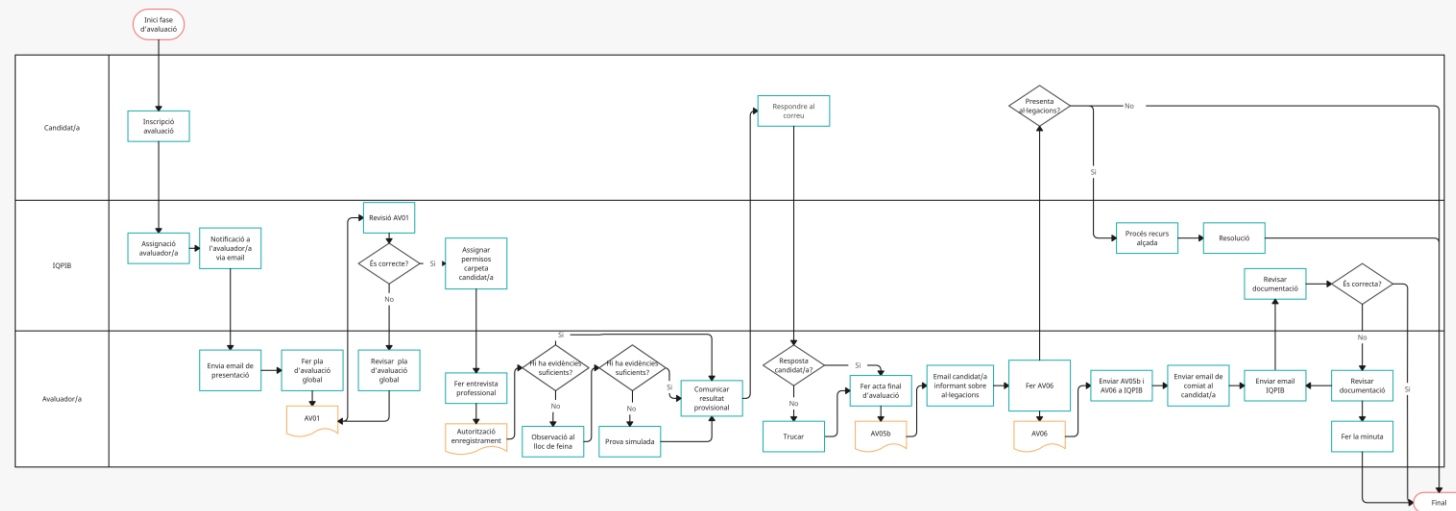 Inici fase
d'avaluació
Candidat/a
Inscripció
avaluació
Respondre al
correu
Presenta
al·legacions?
No
Si
IQPIB
Assignació
avaluador/a
Notificació a
l'avaluador/a
via email
Revisió AV01
És correcte?
Si
No
Assignar
permisos
carpeta
candidat/a
Procés recurs
alçada
Resolució
Revisar
documentació
És correcta?
No
Si
Avaluador/a
Envia email de
presentació
Fer pla
d'avaluació
global
AV01
Revisar pla
d'avaluació
global
Fer entrevista
professional
Autorització
enregistrament
Si
Hi ha evidències
suficients?
No
Observació al
lloc de feina
Hi ha evidències
suficients?
Si
No
Prova simulada
Comunicar
resultat
provisional
Resposta
candidat/a?
Si
No
Trucar
Fer acta final
d'avaluació
AV05b
Email candidat/a
informant sobre
al·legacions
Fer AV06
AV06
Enviar AV05b i
AV06 a IQPIB
Enviar email de
comiat al
candidat/a
Enviar email
IQPIB
Revisar
documentació
Fer la minuta
Final